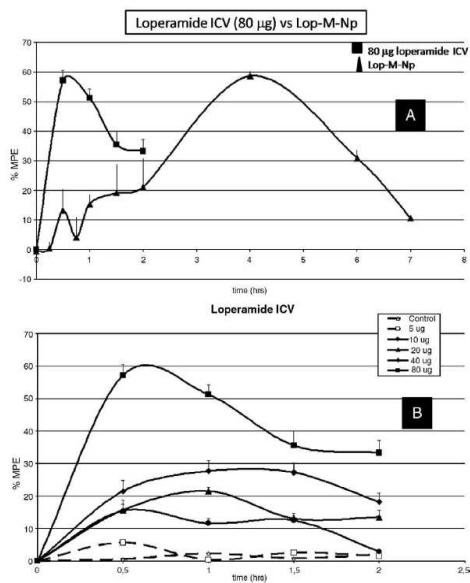 Loperamide ICV (80 µg) vs Lop-M-Np
80 µg loperamide ICV
Lop-M-Np
A
% MPE
70
60
50
40
30
20
10
0
-10
0 1 2 3 4 5 6 7 8
time (hrs)
Loperamide ICV
Control
5 ug
10 ug
20 ug
40 ug
80 ug
B
% MPE
70
60
50
40
30
20
10
0
0 0,5 1 1,5 2 2,5
time (hrs)